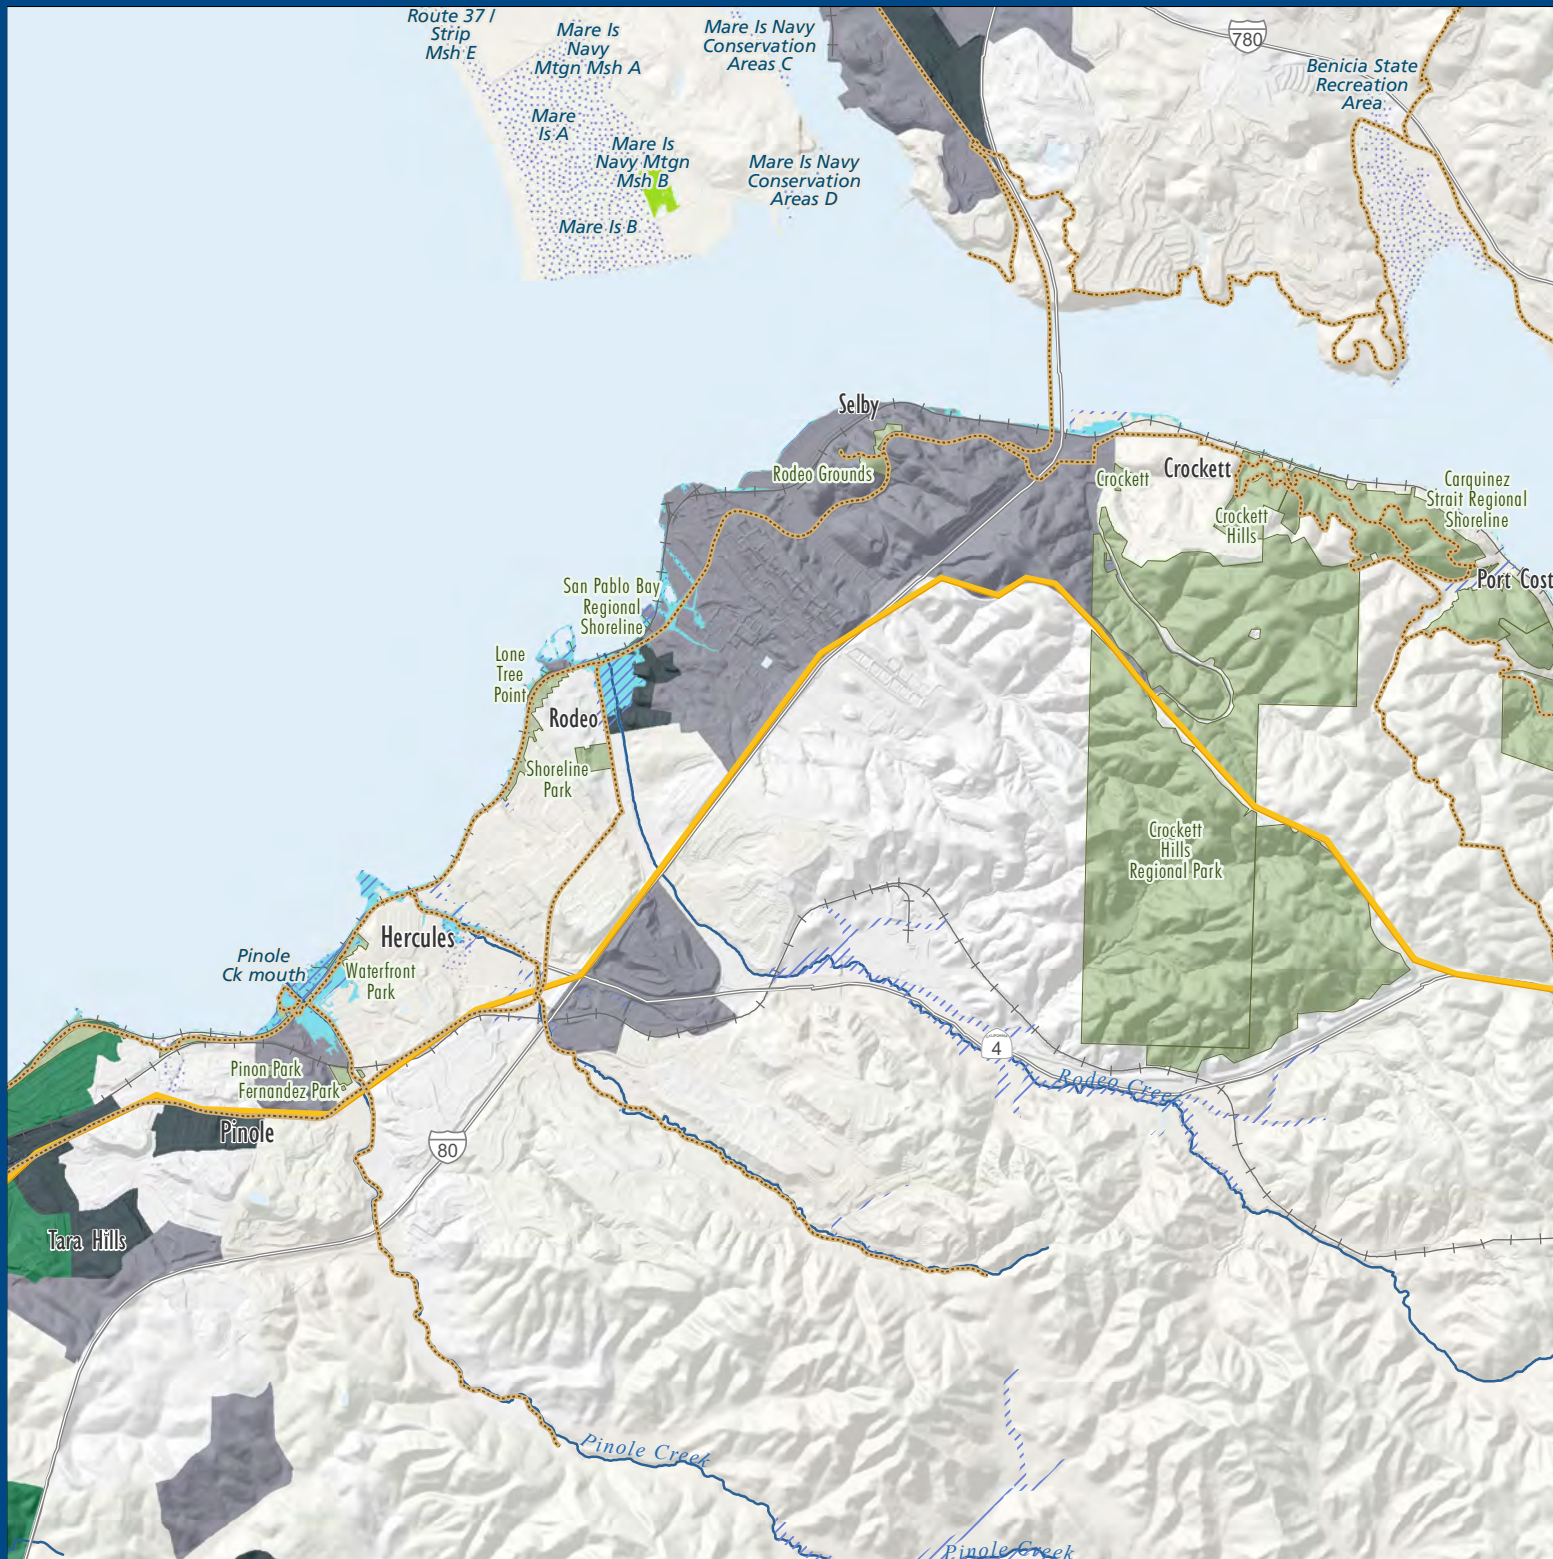 Route 37 /
Strip
Msh E
Mare Is
Navy
Mtgn Msh A
Mare Is Navy
Conservation
Areas C
780
Benicia State
Recreation
Area
Mare
Is A
Mare Is
Navy Mtgn
Msh B
Mare Is Navy
Conservation
Areas D
Mare Is B
Selby
Rodeo Grounds
Crockett
Crockett
Carquinez
Strait Regional
Shoreline
Crockett
Hills
Port Cost
San Pablo Bay
Regional
Shoreline
Lone
Tree
Point
Rodeo
Shoreline
Park
Crockett
Hills
Regional Park
Hercules
Pinole
Ck mouth
Waterfront
Park
CALIFORNIA
4
Rodeo Creek
Pinon Park
Fernandez Park
Pinole
80
Tara Hills
Pinole Creek
Pinole Creek